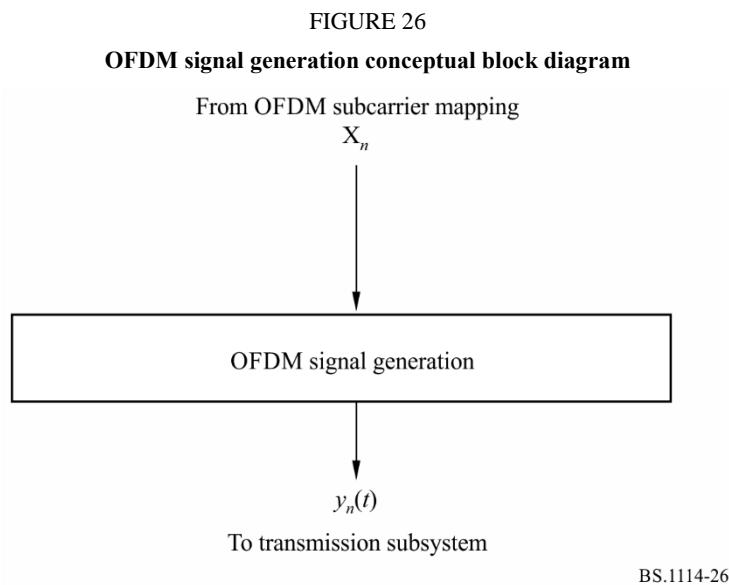 FIGURE 26
OFDM signal generation conceptual block diagram
From OFDM subcarrier mapping
Xn
OFDM signal generation
yn(t)
To transmission subsystem
BS.1114-26